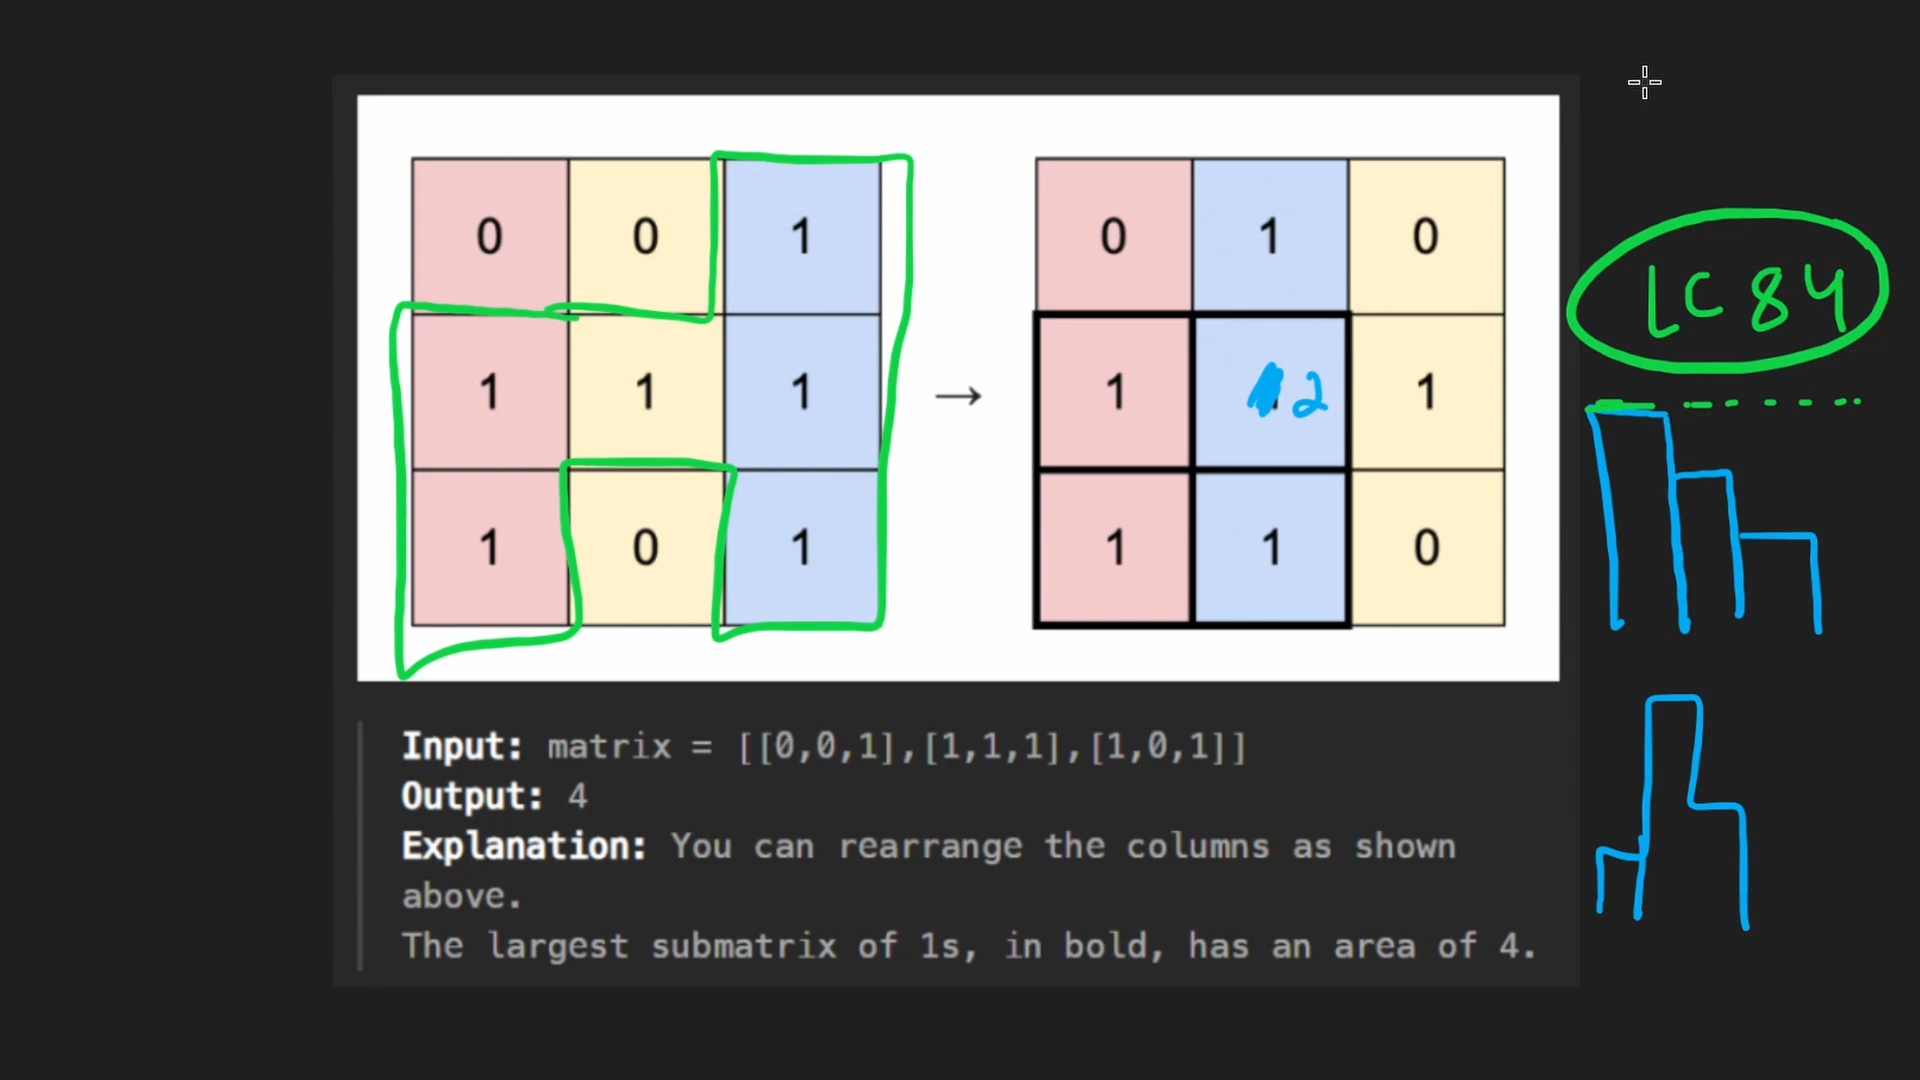 0 0 1 0 1 0
LC 84
1 1 1 → 1 2 1
1 0 1 1 1 0
Input: matrix = [[0,0,1],[1,1,1],[1,0,1]]
Output: 4
Explanation: You can rearrange the columns as shown
above.
The largest submatrix of 1s, in bold, has an area of 4.